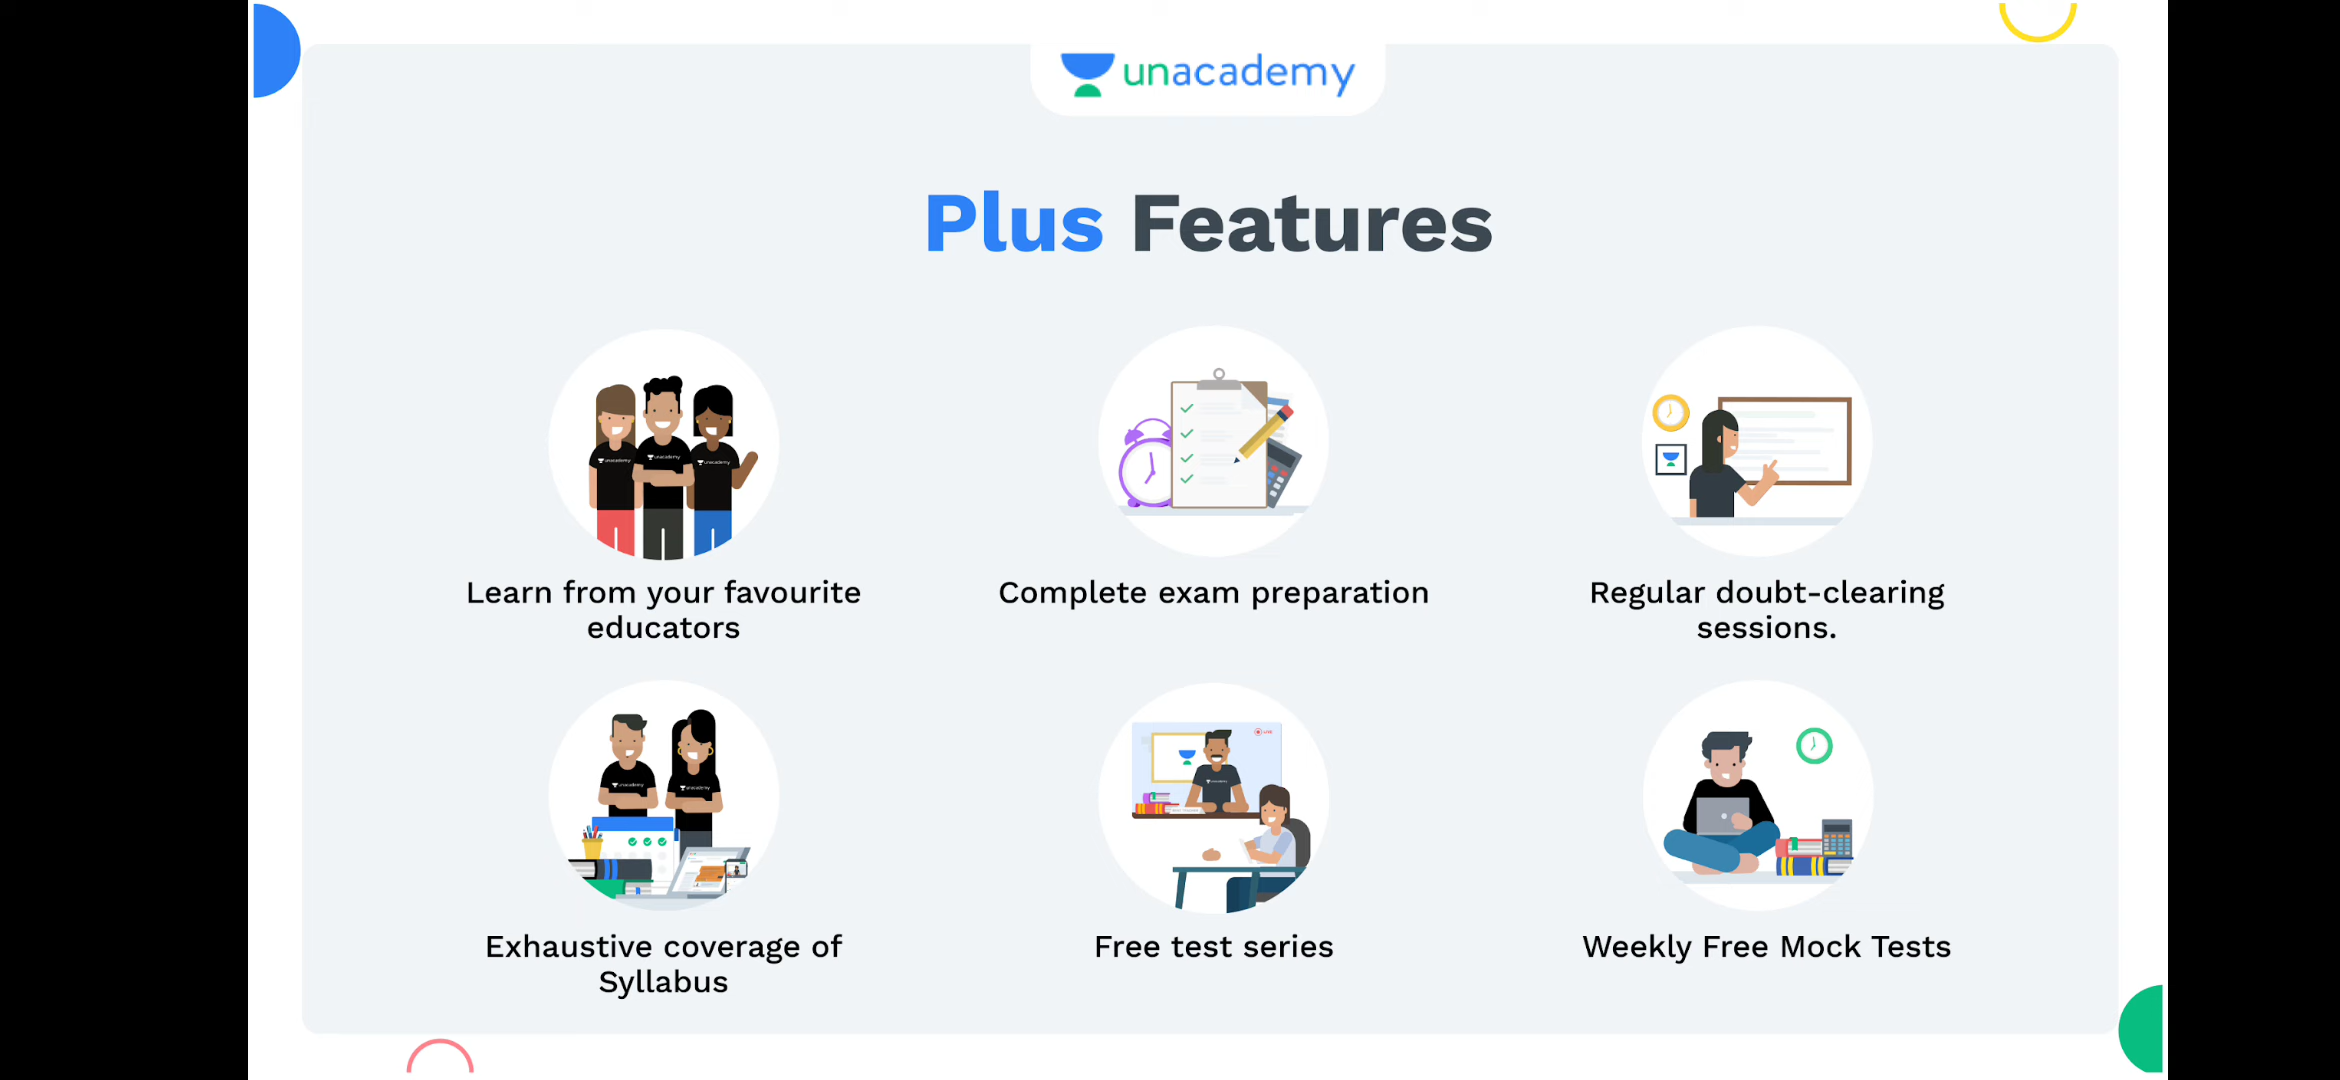 unacademy
Plus Features
Learn from your favourite
educators
Complete exam preparation
Regular doubt-clearing
sessions.
Exhaustive coverage of
Syllabus
Free test series
Weekly Free Mock Tests